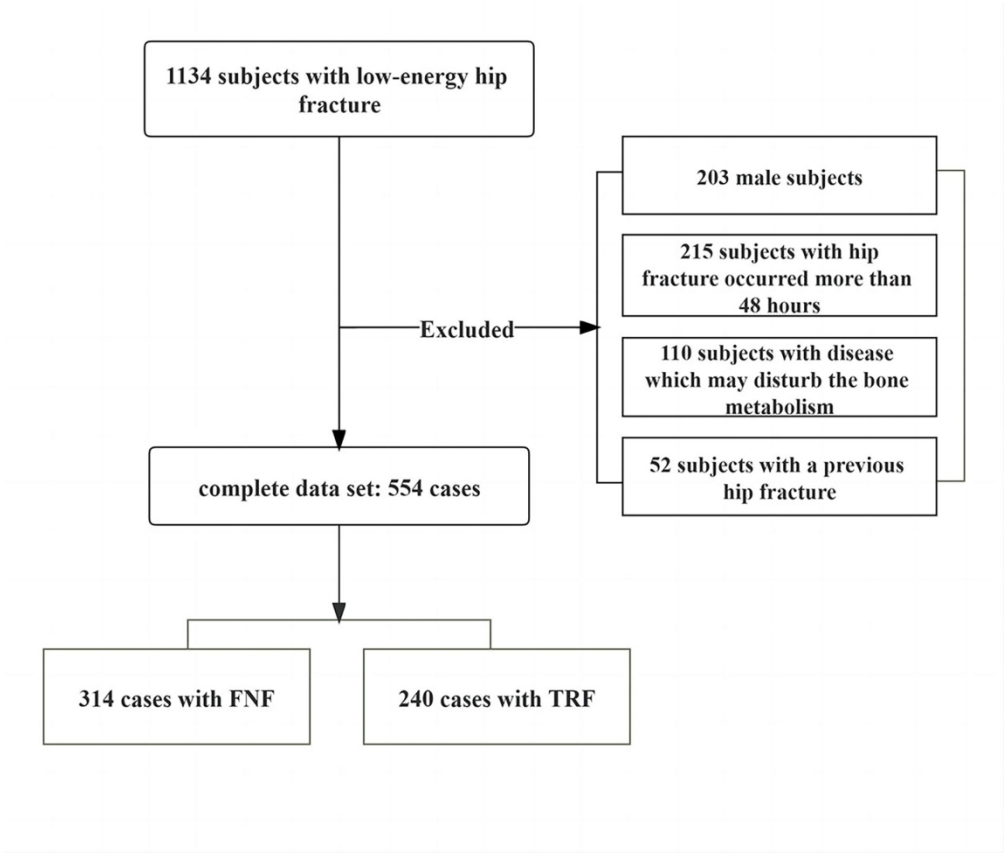 1134 subjects with low-energy hip
fracture
203 male subjects
215 subjects with hip
fracture occurred more than
48 hours
Excluded
110 subjects with disease
which may disturb the bone
metabolism
52 subjects with a previous
hip fracture
complete data set: 554 cases
314 cases with FNF
240 cases with TRF